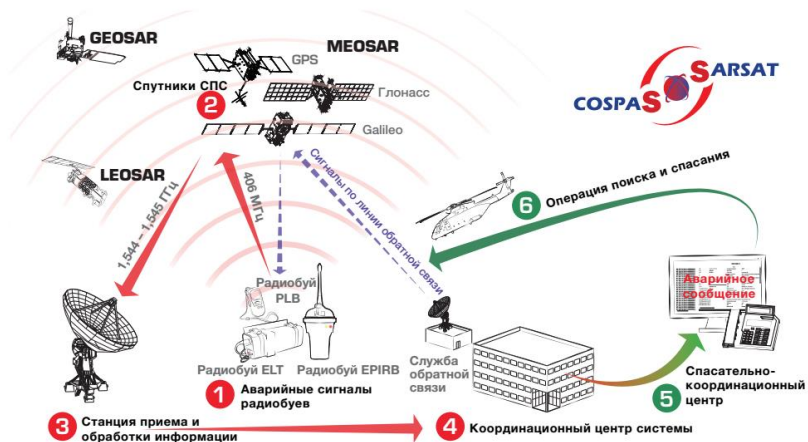 GEOSAR
MEOSAR
GPS
Спутники СПС
2
Глонасс
Galileo
COSPAS SARSAT
LEOSAR
1,544 – 1,545 ГГц
406 МГц
Сигналы по линии обратной связи
6 Операция поиска и спасания
Радиобуй
PLB
Аварийное
сообщение
Радиобуй ELT
Радиобуй EPIRB
Служба
обратной
связи
1 Аварийные сигналы
радиобуев
Спасательно-
координационный
центр
5
3 Станция приема и
обработки информации
4 Координационный центр системы